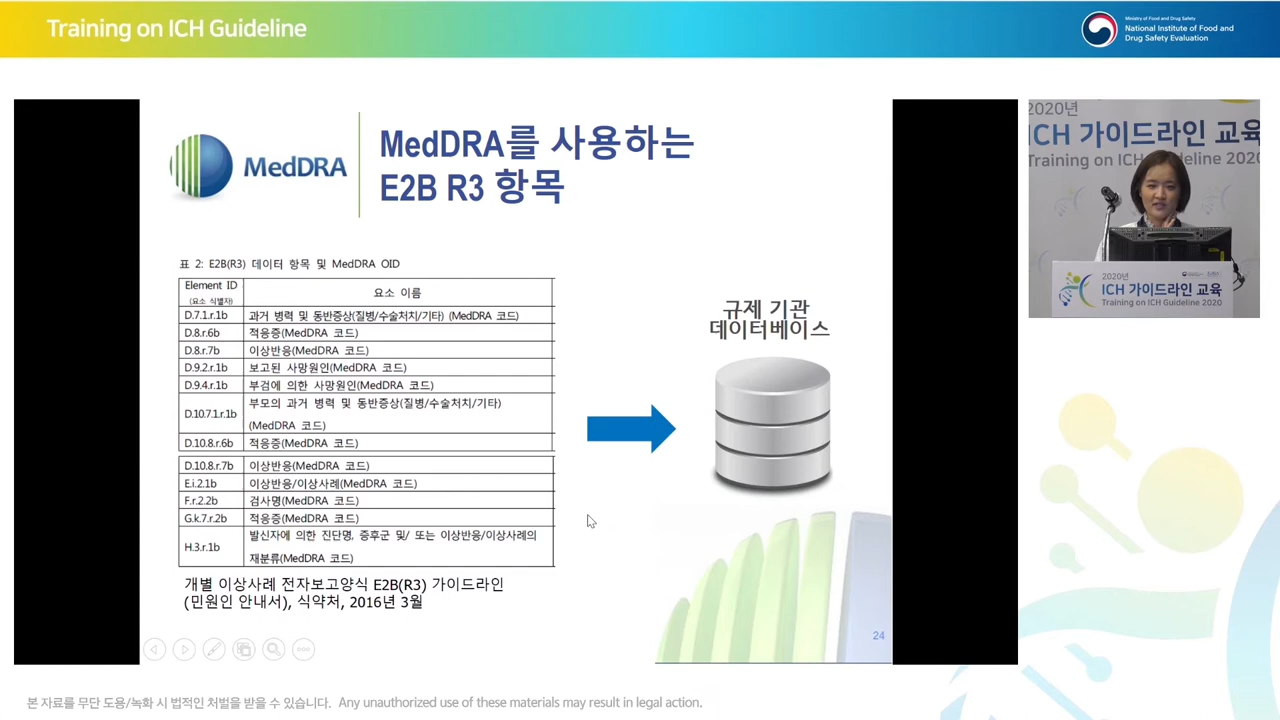 Training on ICH Guideline
Ministry of Food and Drug Safety
National Institute of Food and
Drug Safety Evaluation
MedDRA
MedDRA를 사용하는
E2B R3 항목
표 2: E2B(R3) 데이터 항목 및 MedDRA OID
Element ID
(요소 식별자)
요소 이름
D.7.1.r.1b 과거 병력 및 동반증상(질병/수술처치/기타) (MedDRA 코드)
D.8.r.6b 적응증(MedDRA 코드)
D.8.r.7b 이상반응(MedDRA 코드)
D.9.2.r.1b 보고된 사망원인(MedDRA 코드)
D.9.4.r.1b 부검에 의한 사망원인(MedDRA 코드)
D.10.7.1.r.1b 부모의 과거 병력 및 동반증상(질병/수술처치/기타)
(MedDRA 코드)
D.10.8.r.6b 적응증(MedDRA 코드)
D.10.8.r.7b 이상반응(MedDRA 코드)
E.i.2.1b 이상반응/이상사례(MedDRA 코드)
F.r.2.2b 검사명(MedDRA 코드)
G.k.7.r.2b 적응증(MedDRA 코드)
H.3.r.1b 발신자에 의한 진단명, 증후군 및/ 또는 이상반응/이상사례의
재분류(MedDRA 코드)
개별 이상사례 전자보고양식 E2B(R3) 가이드라인
(민원인 안내서), 식약처, 2016년 3월
규제 기관
데이터베이스
24
2020년
ICH 가이드라인 교육
Training on ICH Guideline 2020
2020년
ICH 가이드라인 교육
Training on ICH Guideline 2020
본 자료를 무단 도용/녹화 시 법적인 처벌을 받을 수 있습니다. Any unauthorized use of these materials may result in legal action.